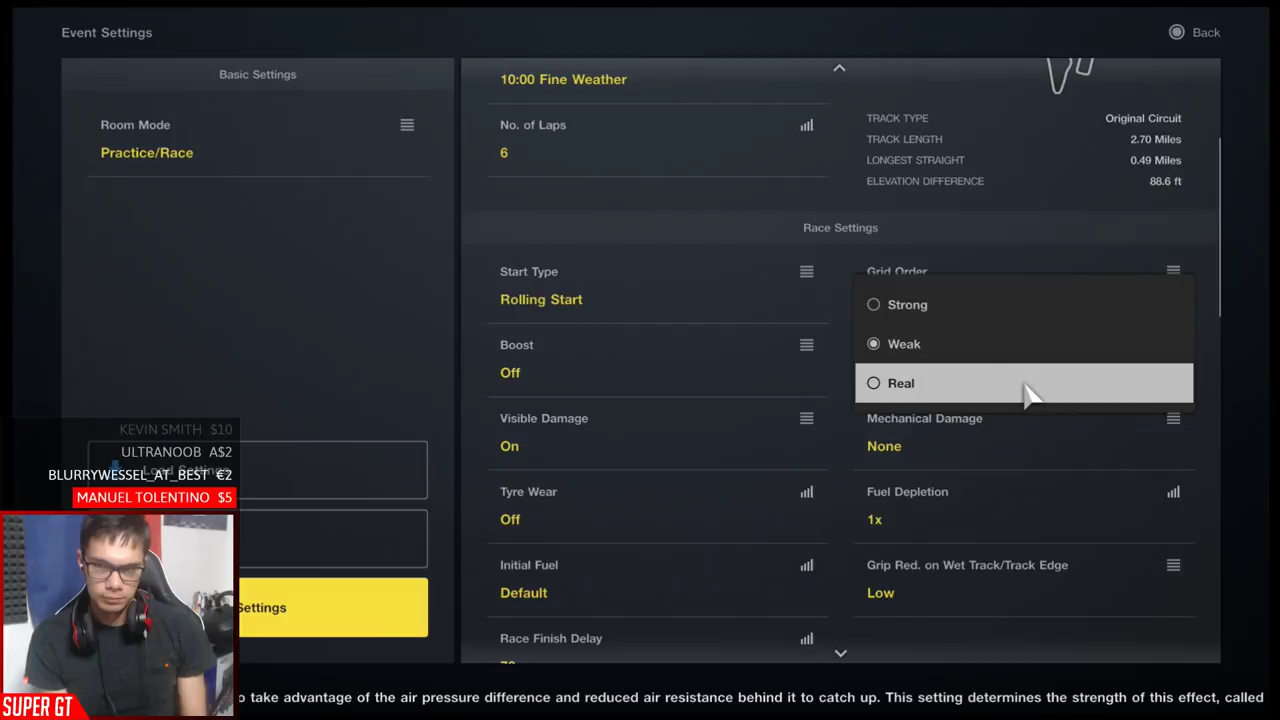 Event Settings
Back
Basic Settings
Room Mode
Practice/Race
10:00 Fine Weather
No. of Laps
6
TRACK TYPE Original Circuit
TRACK LENGTH 2.70 Miles
LONGEST STRAIGHT 0.49 Miles
ELEVATION DIFFERENCE 88.6 ft
Race Settings
Start Type
Rolling Start
Grid Order
Strong
Weak
Real
Boost
Off
Visible Damage
On
Mechanical Damage
None
Tyre Wear
Off
Fuel Depletion
1x
Initial Fuel
Default
Grip Red. on Wet Track/Track Edge
Low
Race Finish Delay
KEVIN SMITH $10
ULTRANOOB A$2
Load Settings
BLURRYWESSEL_AT_BEST €2
MANUEL TOLENTINO $5
Settings
SUPER GT
to take advantage of the air pressure difference and reduced air resistance behind it to catch up. This setting determines the strength of this effect, called